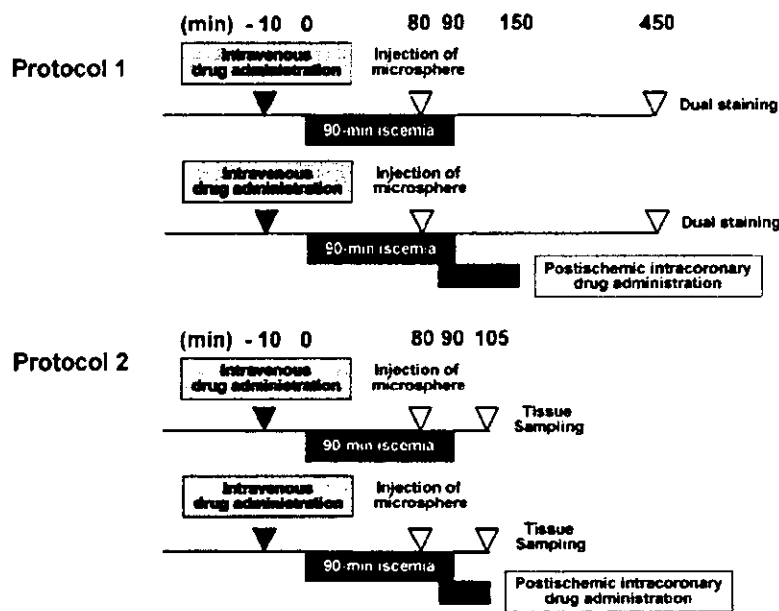 (min) - 10 0 80 90 150 450
Protocol 1
Intravenous
drug administration
Injection of
microsphere
Dual staining
90-min iscemia
Intravenous
drug administration
Injection of
microsphere
Dual staining
90-min iscemia
Postischemic intracoronary
drug administration
(min) - 10 0 80 90 105
Protocol 2
Intravenous
drug administration
Injection of
microsphere
Tissue
Sampling
90 min iscemia
Intravenous
drug administration
Injection of
microsphere
Tissue
Sampling
90-min iscemia
Postischemic intracoronary
drug administration